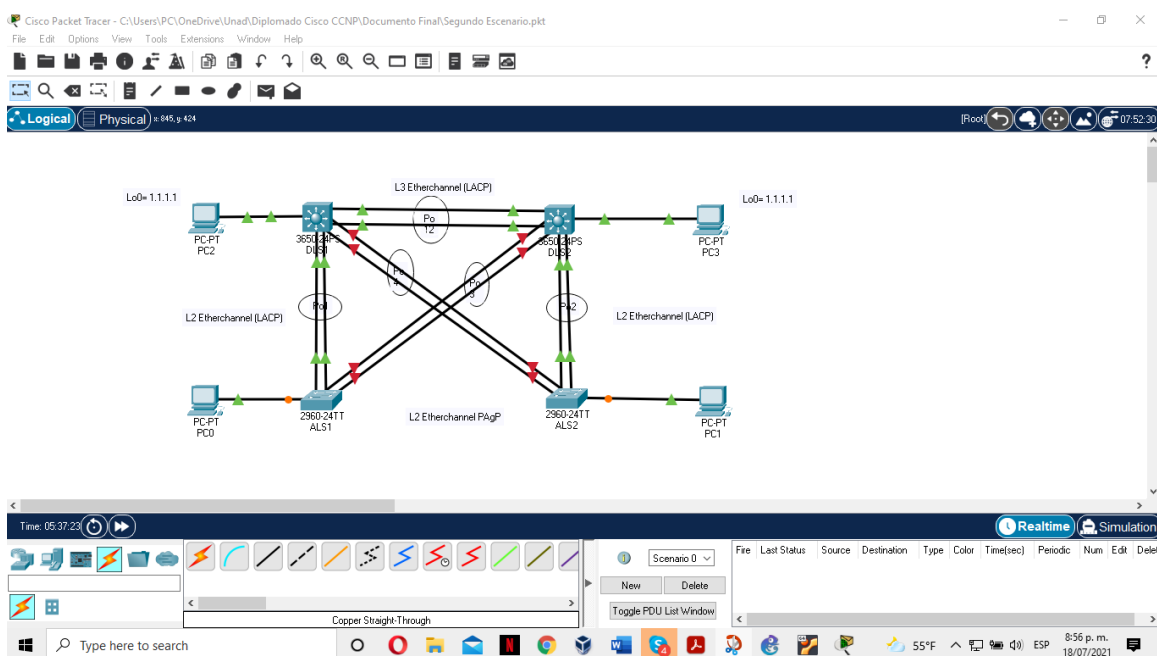 Cisco Packet Tracer - C:\Users\PC\OneDrive\Unad\Diplomado Cisco CCNP\Documento Final\Segundo Escenario.pkt
File Edit Options View Tools Extensions Window Help
Logical Physical x: 845, y: 424 [Root] 07:52:30
L3 Etherchannel (LACP)
Lo0= 1.1.1.1 Lo0= 1.1.1.1
Po
12
PC-PT 3650-24PS 3650-24PS PC-PT
PC2 DLS1 DLS2 PC3
Po Po
4 3
Po1 Po2
L2 Etherchannel (LACP) L2 Etherchannel (LACP)
PC-PT 2960-24TT L2 Etherchannel PAgP 2960-24TT PC-PT
PC0 ALS1 ALS2 PC1
Time: 05:37:23 Realtime Simulation
Scenario 0 Fire Last Status Source Destination Type Color Time(sec) Periodic Num Edit Delet
New Delete
Toggle PDU List Window
Copper Straight-Through
Type here to search 55°F ESP 8:56 p. m.
18/07/2021